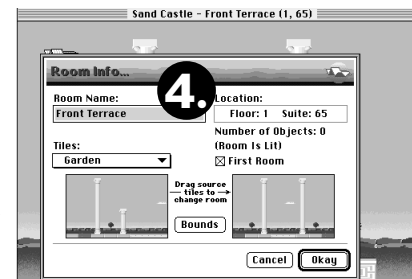 Sand Castle - Front Terrace (1, 65)
Room Info...
4.
Room Name:
Front Terrace
Location:
Floor: 1 Suite: 65
Number of Objects: 0
(Room Is Lit)
First Room
Tiles:
Garden
Drag source
tiles to
change room
Bounds
Cancel
Okay